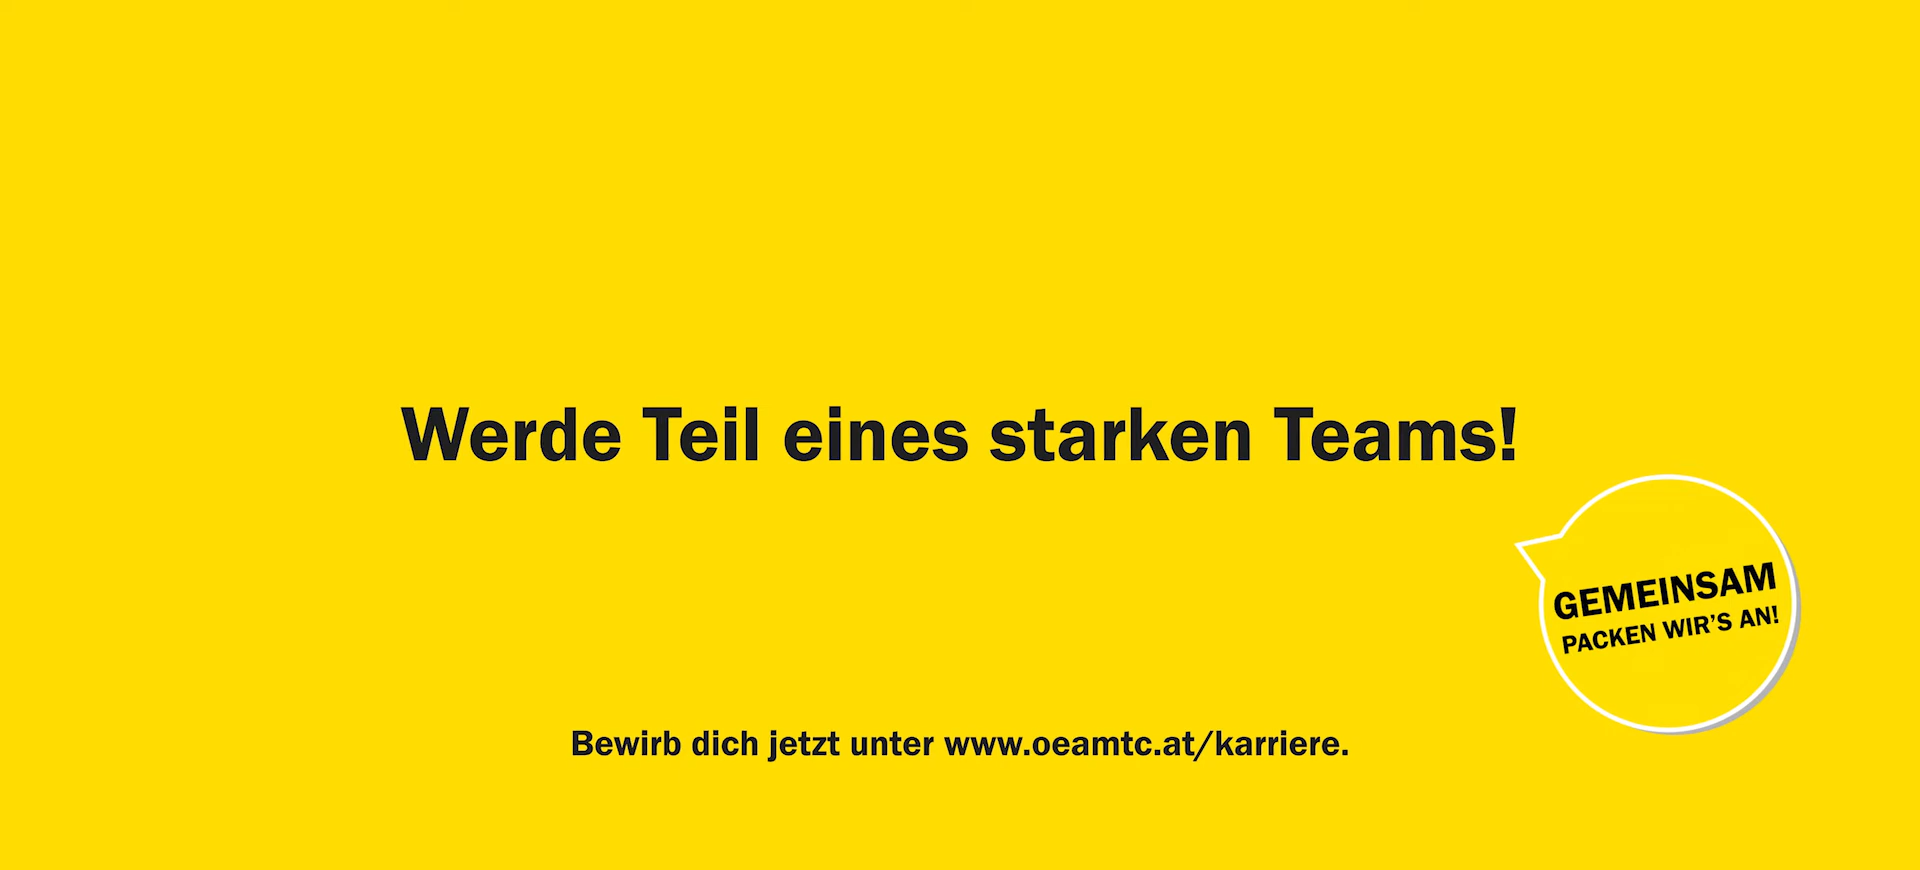 Werde Teil eines starken Teams!
GEMEINSAM
PACKEN WIR’S AN!
Bewirb dich jetzt unter www.oeamtc.at/karriere.